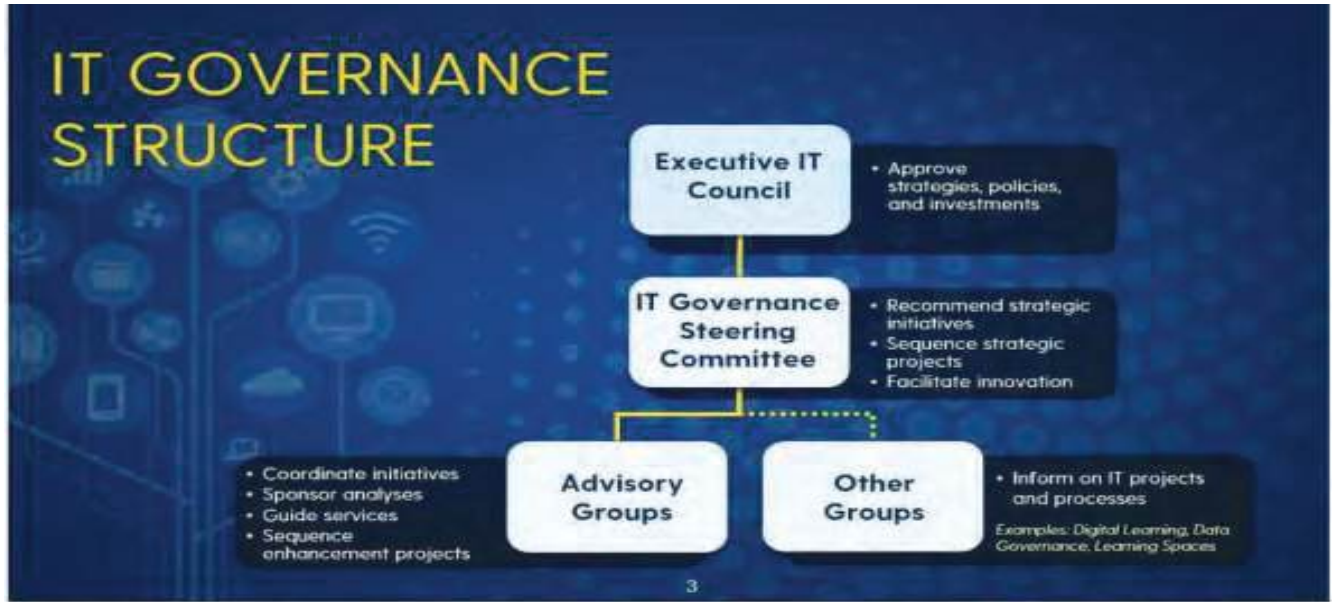 IT GOVERNANCE
STRUCTURE
Executive IT
Council
• Approve
strategies, policies,
and investments
IT Governance
Steering
Committee
• Recommend strategic
initiatives
• Sequence strategic
projects
• Facilitate innovation
• Coordinate initiatives
• Sponsor analyses
• Guide services
• Sequence
enhancement projects
Advisory
Groups
Other
Groups
• Inform on IT projects
and processes
Examples: Digital Learning, Data
Governance, Learning Spaces
3